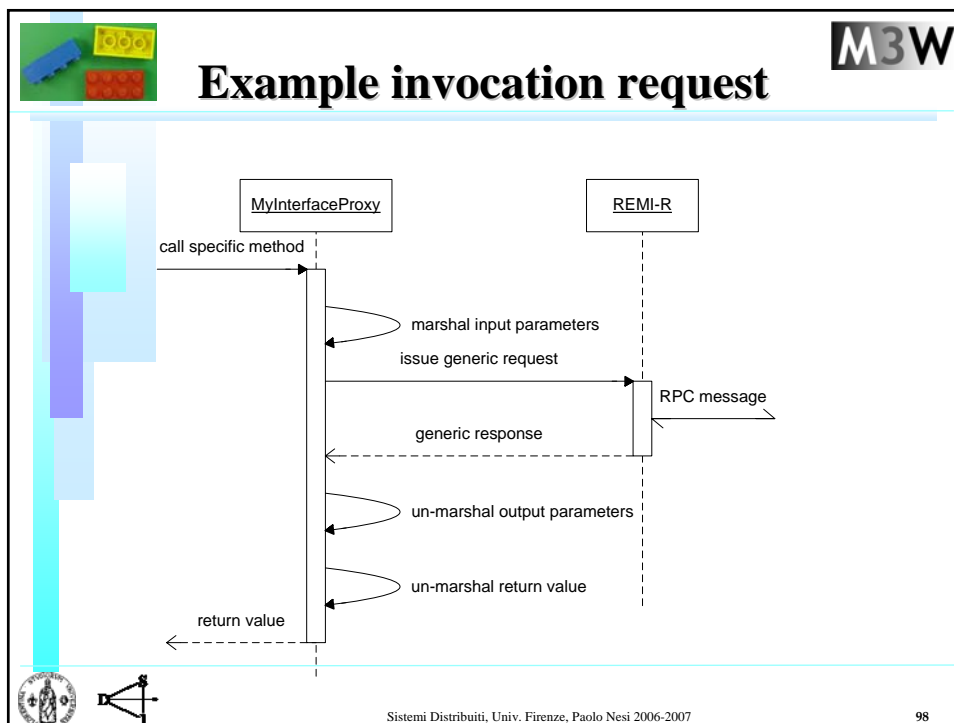 M3W
Example invocation request
MyInterfaceProxy
REMI-R
call specific method
marshal input parameters
issue generic request
RPC message
generic response
un-marshal output parameters
un-marshal return value
return value
D S I
Sistemi Distribuiti, Univ. Firenze, Paolo Nesi 2006-2007
98